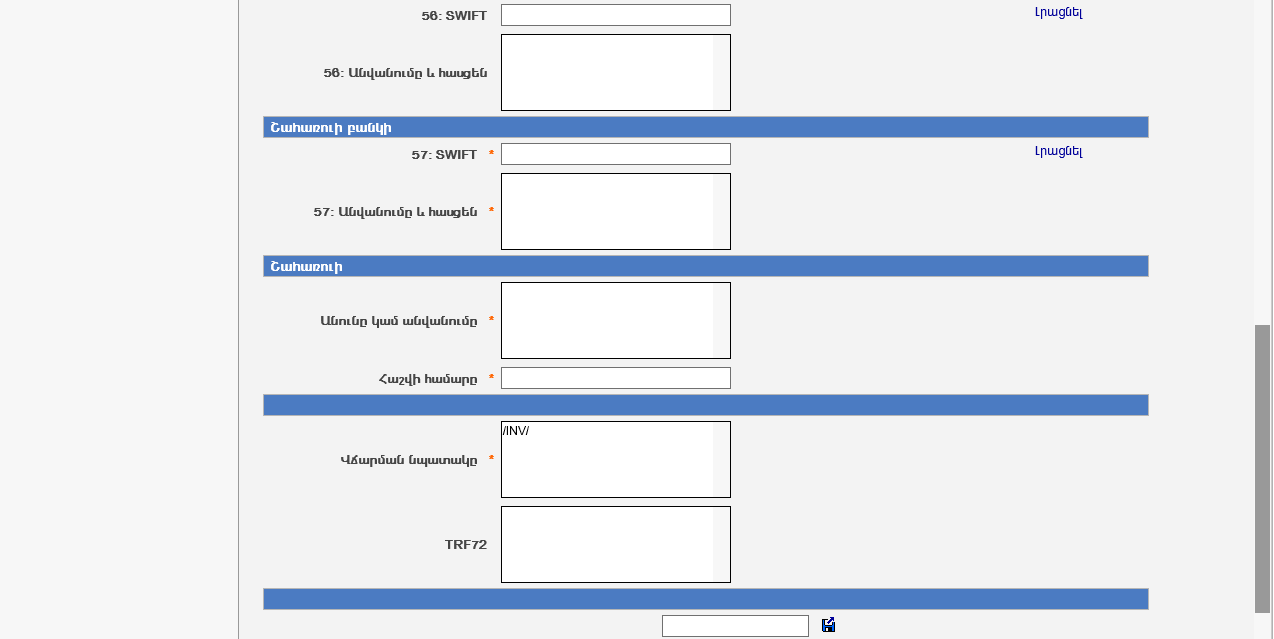 56: SWIFT
Լրացնել
56: Անվանումը և հասցեն
Շահառուի բանկի
57: SWIFT *
Լրացնել
57: Անվանումը և հասցեն *
Շահառուի
Անունը կամ անվանումը *
Հաշվի համարը *
/INV/
Վճարման նպատակը *
TRF72